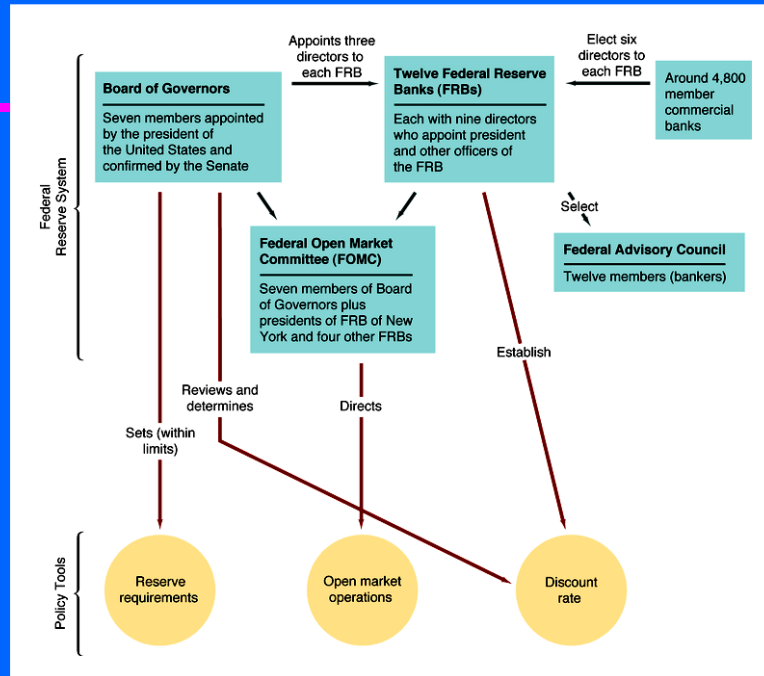 Appoints three
directors to
each FRB
Elect six
directors to
each FRB
Board of Governors
Seven members appointed
by the president of
the United States and
confirmed by the Senate
Twelve Federal Reserve
Banks (FRBs)
Each with nine directors
who appoint president
and other officers of
the FRB
Around 4,800
member
commercial
banks
Federal
Reserve System
Select
Federal Open Market
Committee (FOMC)
Seven members of Board
of Governors plus
presidents of FRB of New
York and four other FRBs
Federal Advisory Council
Twelve members (bankers)
Establish
Reviews and
determines
Directs
Sets (within
limits)
Policy Tools
Reserve
requirements
Open market
operations
Discount
rate